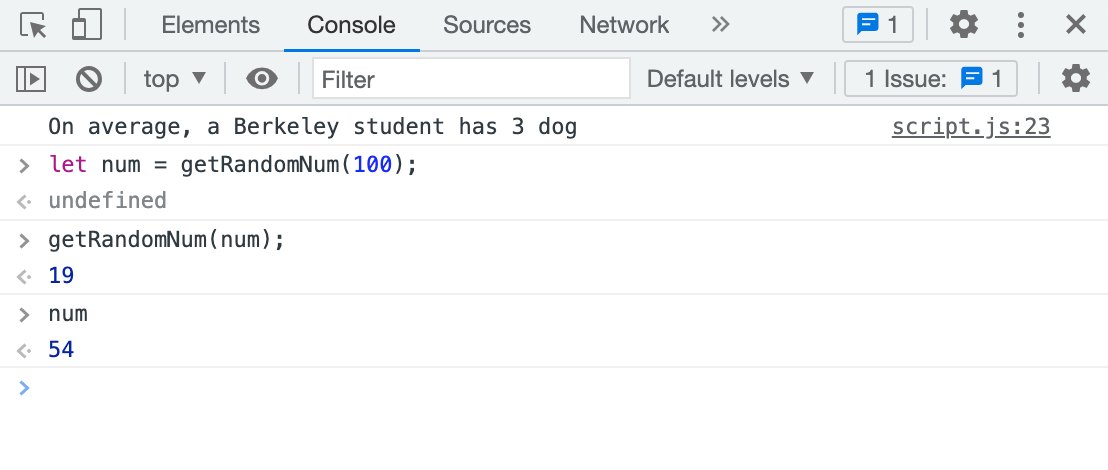 Elements Console Sources Network 1
top Filter Default levels 1 Issue: 1
On average, a Berkeley student has 3 dog script.js:23
let num = getRandomNum(100);
undefined
getRandomNum(num);
19
num
54